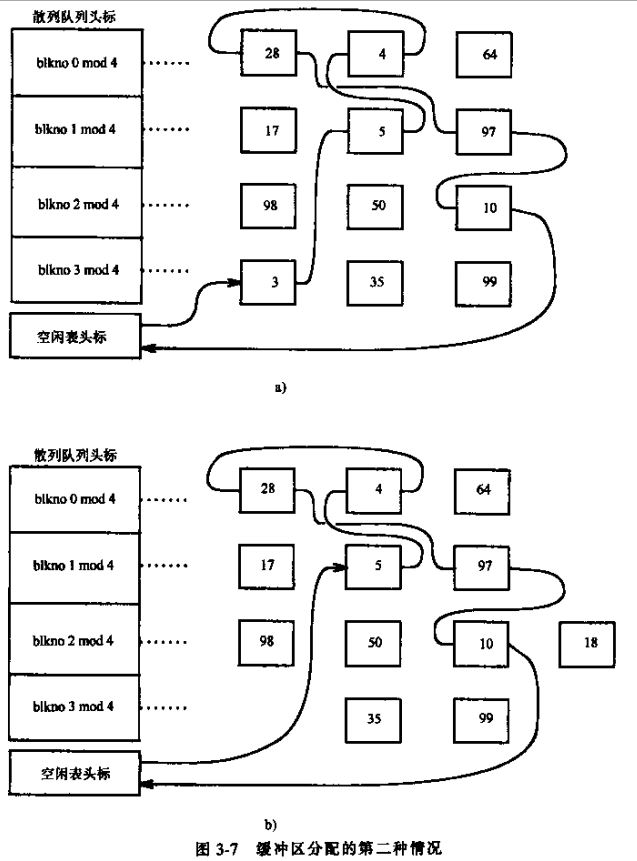 散列队列头标
blkno 0 mod 4 ······ 28 4 64
blkno 1 mod 4 ······ 17 5 97
blkno 2 mod 4 ······ 98 50 10
blkno 3 mod 4 ······ 3 35 99
空闲表头标
a)
散列队列头标
blkno 0 mod 4 ······ 28 4 64
blkno 1 mod 4 ······ 17 5 97
blkno 2 mod 4 ······ 98 50 10 18
blkno 3 mod 4 ······ 35 99
空闲表头标
b)
图 3-7 缓冲区分配的第二种情况